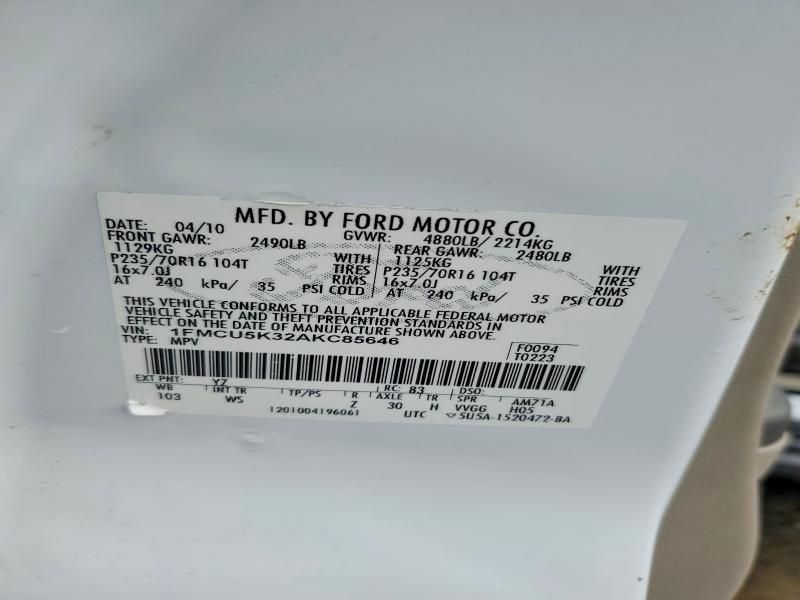 MFD. BY FORD MOTOR CO.
DATE: 04/10 GVWR: 4880LB/ 2214KG
FRONT GAWR: 2490LB REAR GAWR: 2480LB
1129KG WITH 1125KG WITH
P235/70R16 104T TIRES P235/70R16 104T TIRES
16x7.0J RIMS 16x7.0J RIMS
AT 240 kPa/ 35 PSI COLD AT 240 kPa/ 35 PSI COLD
THIS VEHICLE CONFORMS TO ALL APPLICABLE FEDERAL MOTOR
VEHICLE SAFETY AND THEFT PREVENTION STANDARDS IN
EFFECT ON THE DATE OF MANUFACTURE SHOWN ABOVE.
VIN: 1FMCU5K32AKC85646 F0094
TYPE: MPV T0223
EXT PNT: YZ RC: 83 DSO:
WB INT TR TP/PS R AXLE TR SPR AM71A
103 WS Z 30 H VVGG H05
1201004196061 UTC ▽5U5A-1520472-BA